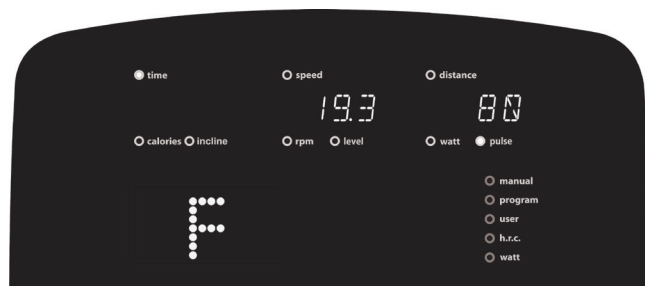 time speed distance
19.3 80
calories incline rpm level watt pulse
manual
program
user
F
h.r.c.
watt